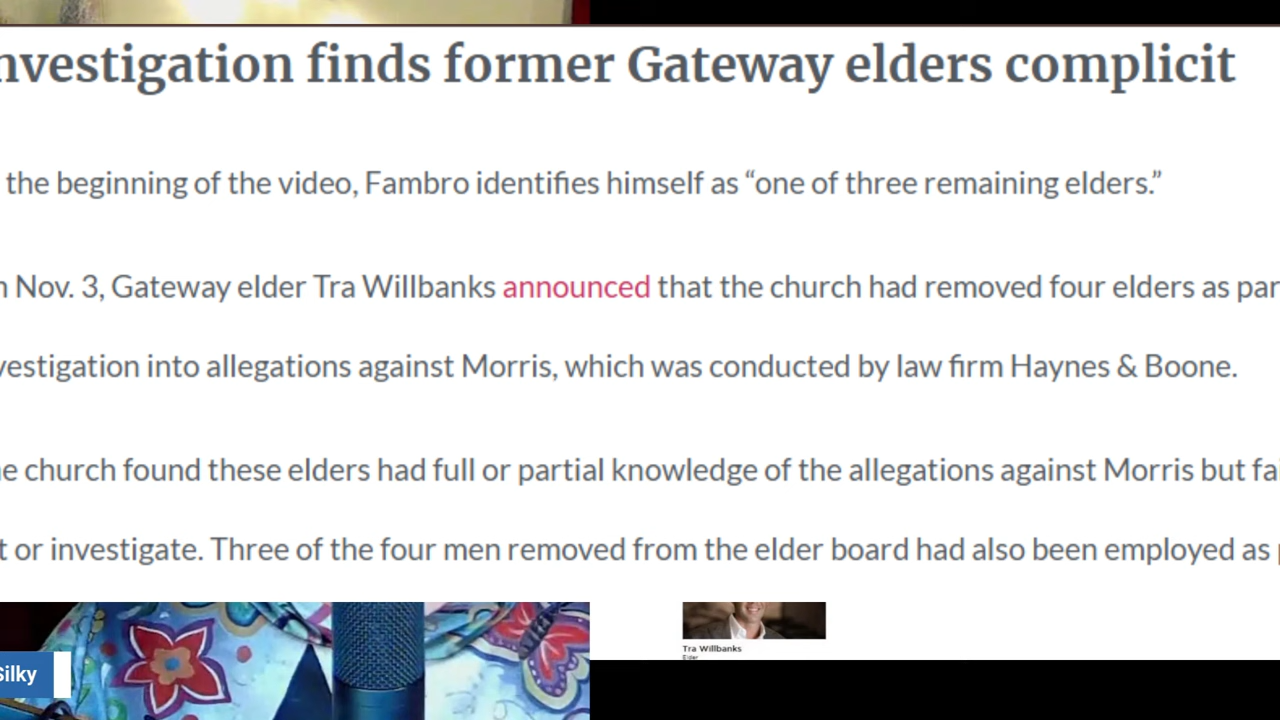 nvestigation finds former Gateway elders complicit
the beginning of the video, Fambro identifies himself as “one of three remaining elders.”
n Nov. 3, Gateway elder Tra Willbanks announced that the church had removed four elders as par
vestigation into allegations against Morris, which was conducted by law firm Haynes & Boone.
e church found these elders had full or partial knowledge of the allegations against Morris but fai
t or investigate. Three of the four men removed from the elder board had also been employed as p
Tra Willbanks
Elder
Silky